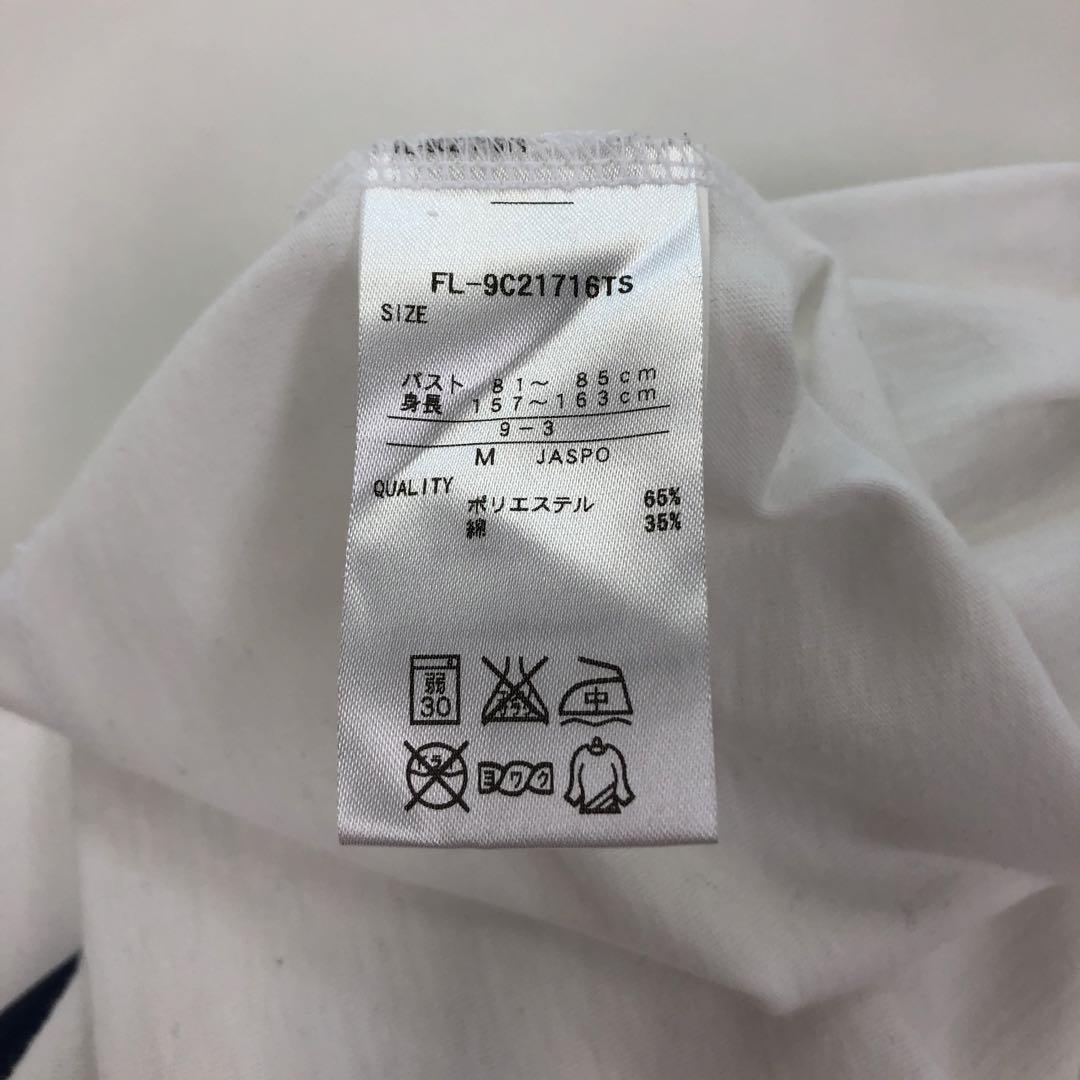 FL-9C21716TS
SIZE
バスト 81～ 85cm
身長 157～163cm
9-3
M JASPO
QUALITY
ポリエステル 65%
綿 35%
弱
30
中
ヨワク